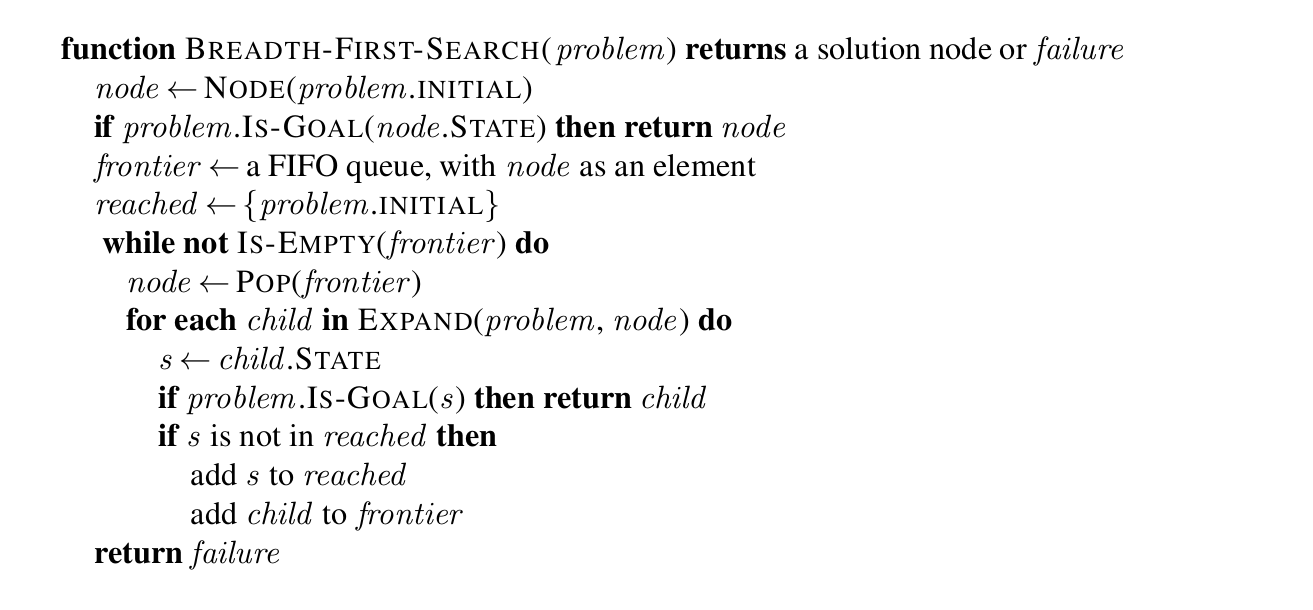 function BREADTH-FIRST-SEARCH(problem) returns a solution node or failure
node ← NODE(problem.INITIAL)
if problem.IS-GOAL(node.STATE) then return node
frontier ← a FIFO queue, with node as an element
reached ← {problem.INITIAL}
while not IS-EMPTY(frontier) do
node ← POP(frontier)
for each child in EXPAND(problem, node) do
s ← child.STATE
if problem.IS-GOAL(s) then return child
if s is not in reached then
add s to reached
add child to frontier
return failure